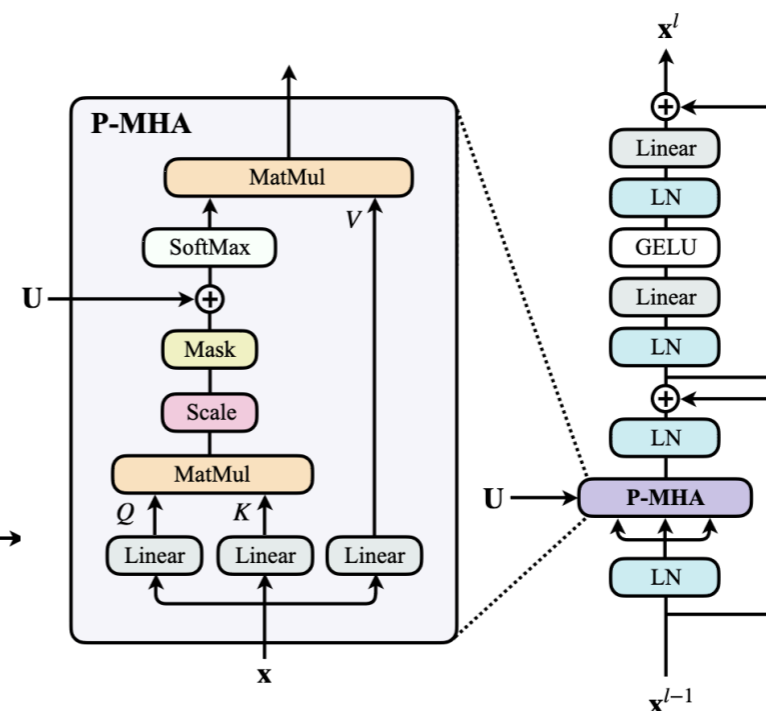 P-MHA
MatMul
V
SoftMax
U
+
Mask
Scale
MatMul
Q
K
Linear
Linear
Linear
x
x^l
+
Linear
LN
GELU
Linear
LN
+
LN
U
P-MHA
LN
x^{l-1}